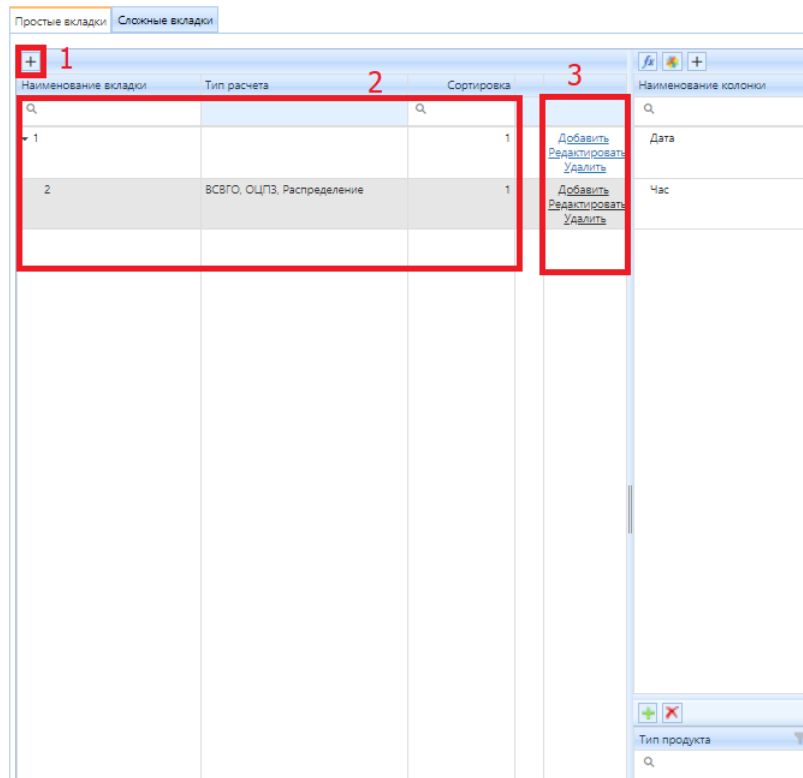 Простые вкладки Сложные вкладки
+ 1 fx +
Наименование вкладки Тип расчета 2 Сортировка 3 Наименование колонки
1 1 Добавить Дата
Редактировать
Удалить
2 ВСВГО, ОЦПЗ, Распределение 1 Добавить Час
Редактировать
Удалить
Тип продукта